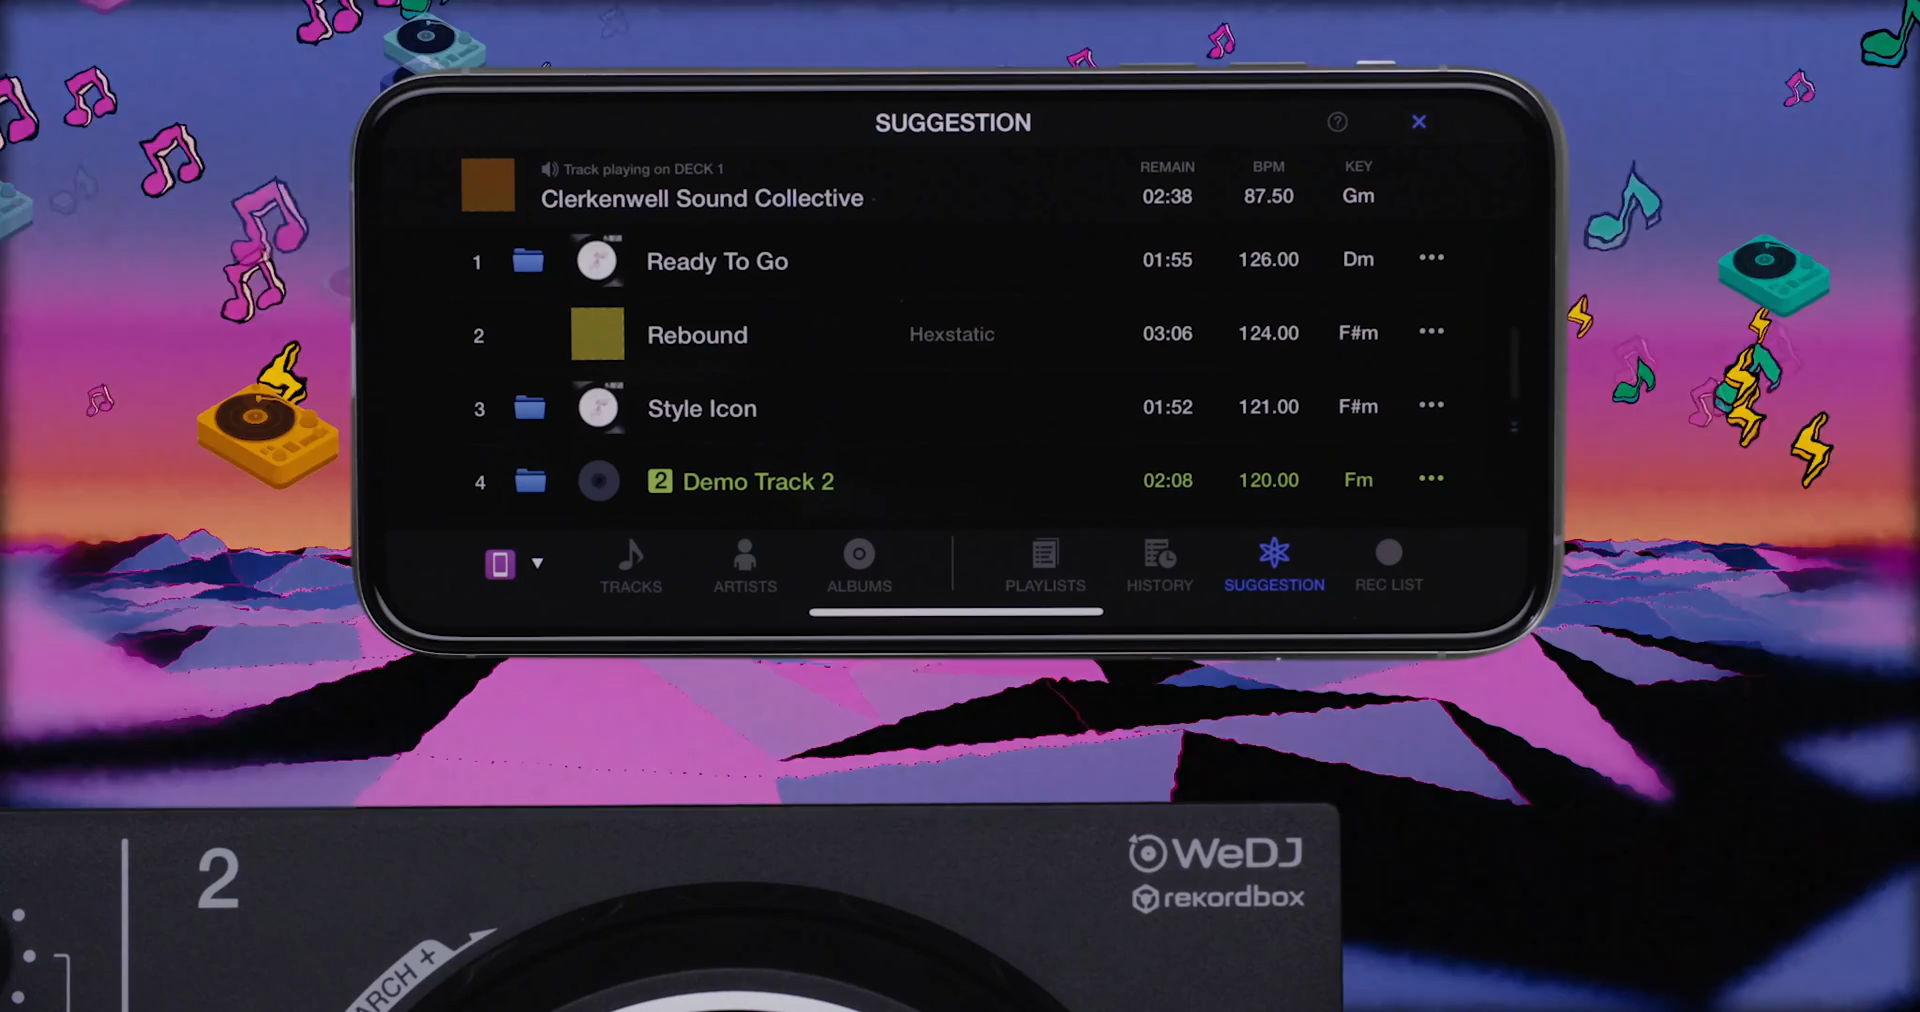 SUGGESTION
Track playing on DECK 1
Clerkenwell Sound Collective
REMAIN BPM KEY
02:38 87.50 Gm
1 Ready To Go 01:55 126.00 Dm
2 Rebound Hexstatic 03:06 124.00 F#m
3 Style Icon 01:52 121.00 F#m
4 2 Demo Track 2 02:08 120.00 Fm
TRACKS ARTISTS ALBUMS PLAYLISTS HISTORY SUGGESTION REC LIST
2
WeDJ
rekordbox
ARCH +